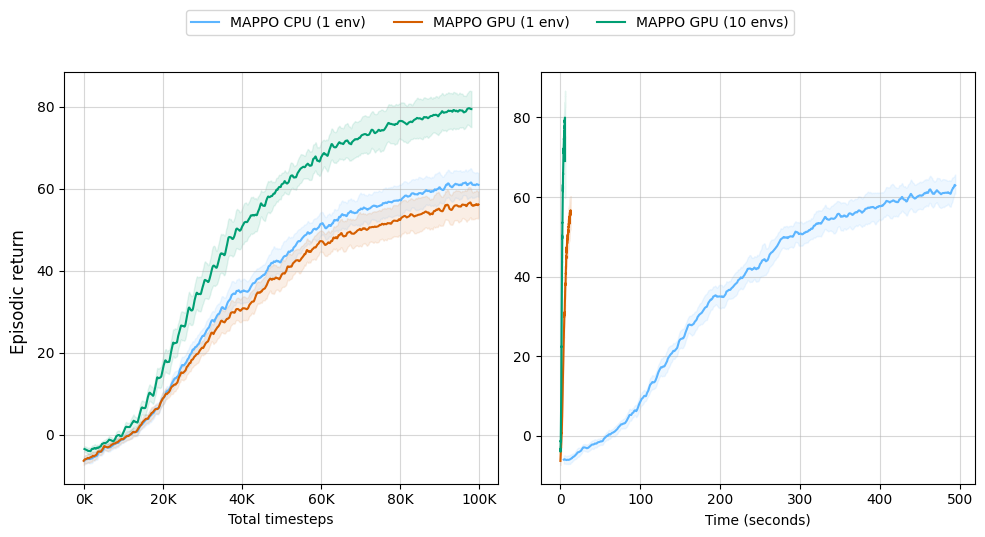 MAPPO CPU (1 env) MAPPO GPU (1 env) MAPPO GPU (10 envs)
Episodic return
80
60
40
20
0
0K 20K 40K 60K 80K 100K
Total timesteps
80
60
40
20
0
0 100 200 300 400 500
Time (seconds)